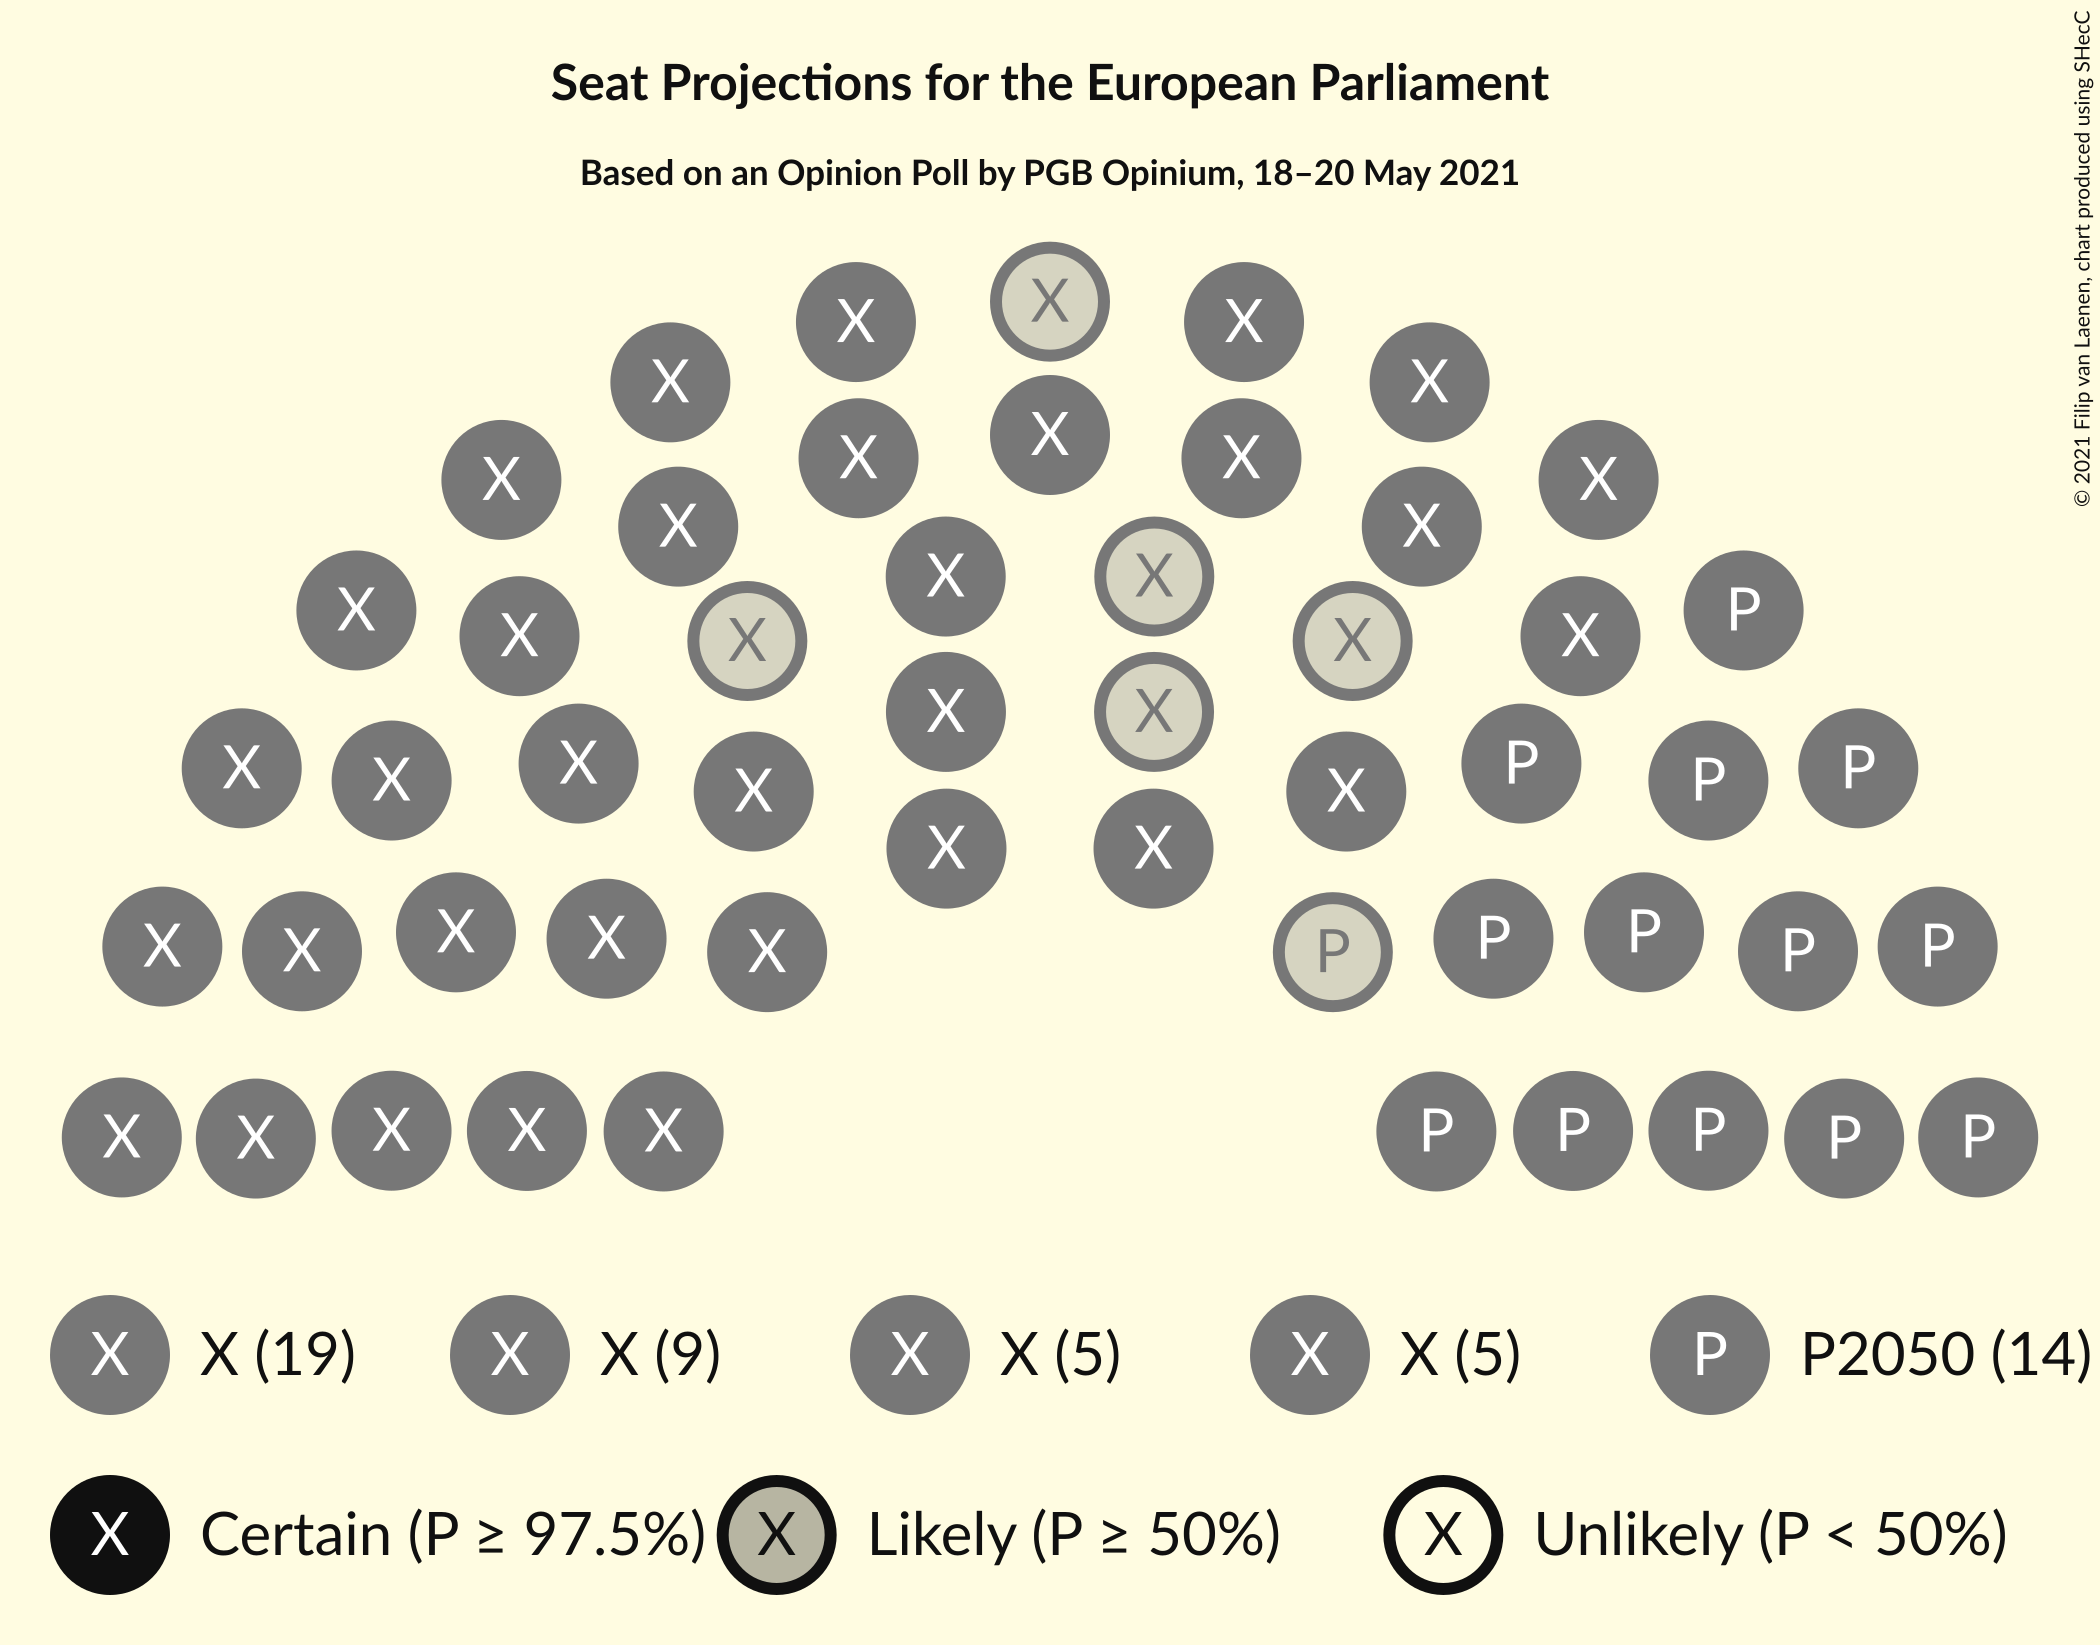 Seat Projections for the European Parliament
Based on an Opinion Poll by PGB Opinium, 18–20 May 2021
© 2021 Filip van Laenen, chart produced using SHecC
X
X X
X X
X
X X
X X
X X
X
X
X P
X X
X X
X X
X P P P
X X
X X
X X
X X X P P P P P
X X X
X X P P P P P
X X X X X P P P P P
X X (19) X X (9) X X (5) X X (5) P P2050 (14)
X Certain (P ≥ 97.5%) X Likely (P ≥ 50%) X Unlikely (P < 50%)